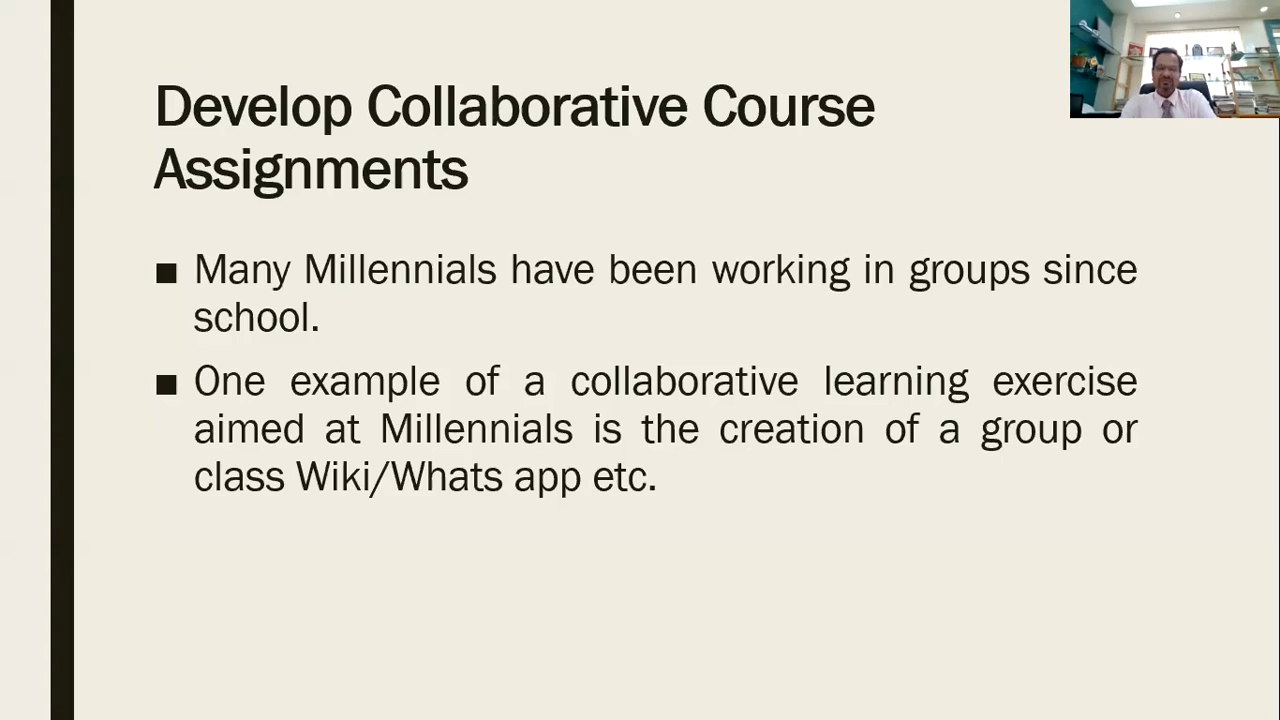 Develop Collaborative Course
Assignments
■ Many Millennials have been working in groups since
school.
■ One example of a collaborative learning exercise
aimed at Millennials is the creation of a group or
class Wiki/Whats app etc.